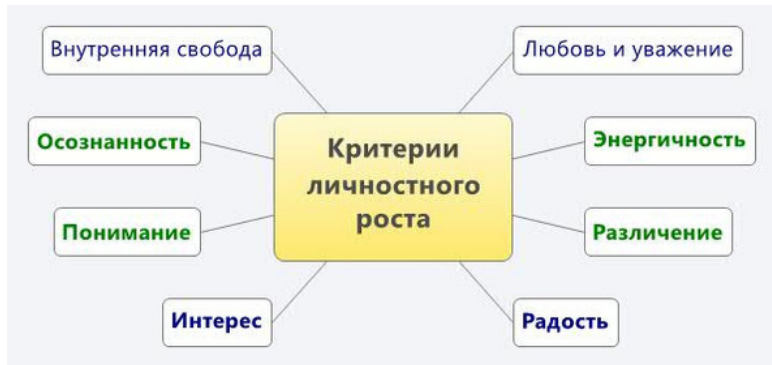 Внутренняя свобода
Любовь и уважение
Осознанность
Энергичность
Критерии
личностного
роста
Понимание
Различение
Интерес
Радость